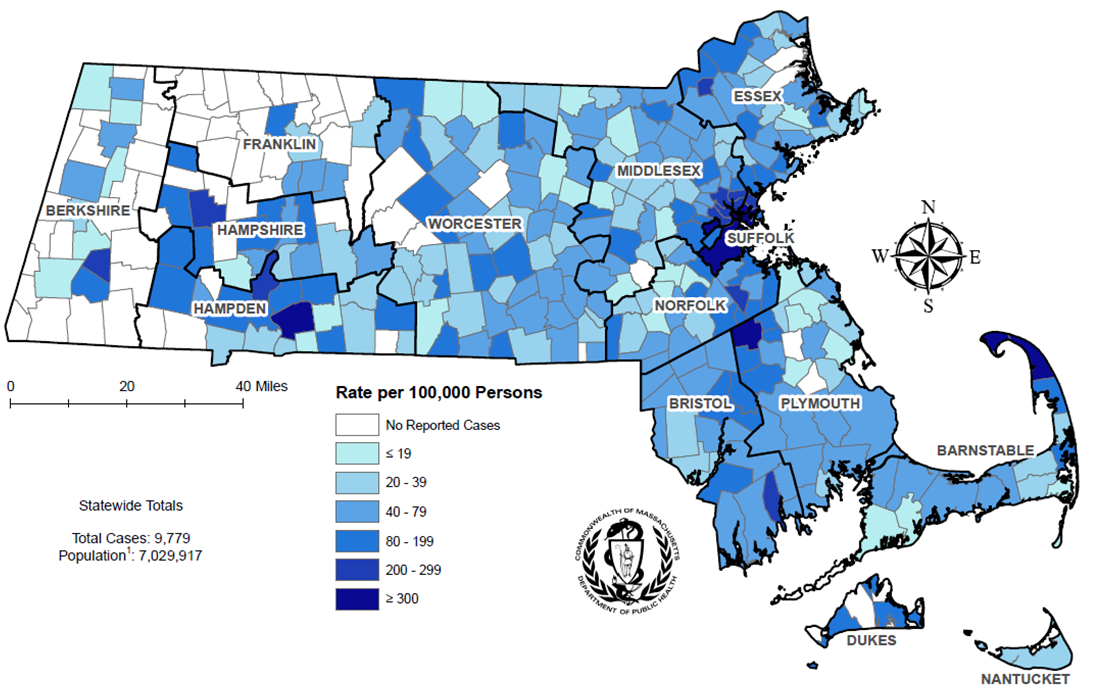 ESSEX
FRANKLIN
MIDDLESEX
BERKSHIRE
HAMPSHIRE
WORCESTER
SUFFOLK
N
W
E
S
HAMPDEN
NORFOLK
0 20 40 Miles
Rate per 100,000 Persons
No Reported Cases
≤ 19
20 - 39
40 - 79
80 - 199
200 - 299
≥ 300
BRISTOL
PLYMOUTH
BARNSTABLE
Statewide Totals
Total Cases: 9,779
Population¹: 7,029,917
COMMONWEALTH OF MASSACHUSETTS
DEPARTMENT OF PUBLIC HEALTH
DUKES
NANTUCKET